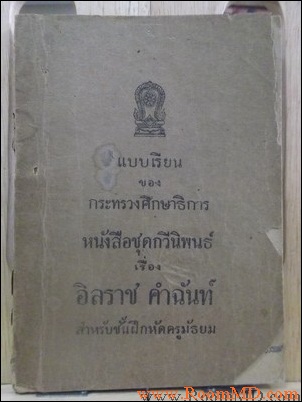 แบบเรียน
ของ
กระทรวงศึกษาธิการ
หนังสือชุดกวีนิพนธ์
เรื่อง
อิลราช คำฉันท์
สำหรับชั้นฝึกหัดครูมัธยม
www.RoomMD.com